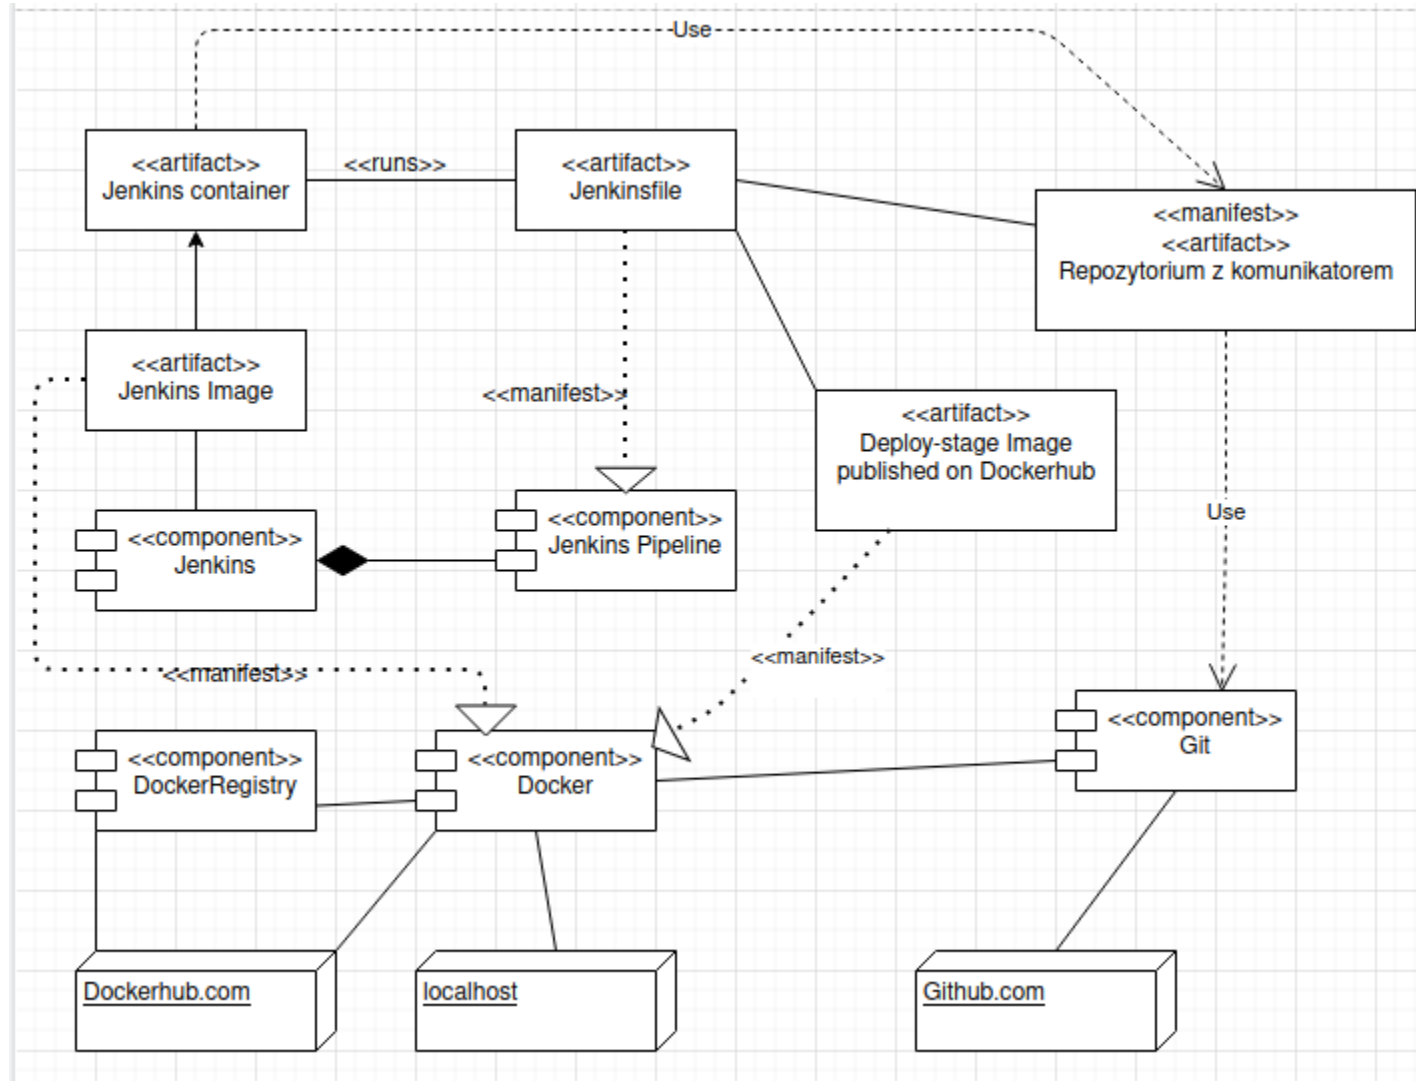 Use
<<artifact>>
Jenkins container
<<runs>>
<<artifact>>
Jenkinsfile
<<manifest>>
<<artifact>>
Repozytorium z komunikatorem
<<artifact>>
Jenkins Image
<<manifest>>
<<artifact>>
Deploy-stage Image
published on Dockerhub
Use
<<component>>
Jenkins
<<component>>
Jenkins Pipeline
<<manifest>>
<<manifest>>
<<component>>
DockerRegistry
<<component>>
Docker
<<component>>
Git
Dockerhub.com
localhost
Github.com